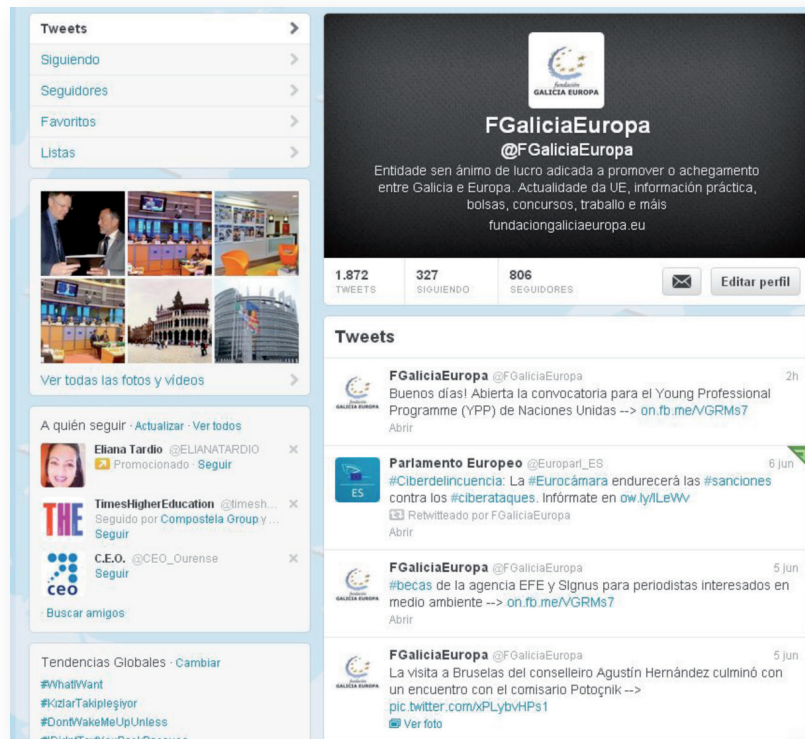 Tweets
Siguiendo
Seguidores
Favoritos
Listas
Ver todas las fotos y vídeos
A quién seguir · Actualizar · Ver todos
Eliana Tardio @ELIANATARDIO
Promocionado · Seguir
TimesHigherEducation @timesh...
Seguido por Compostela Group y ...
Seguir
C.E.O. @CEO_Ourense
Seguir
· Buscar amigos
Tendencias Globales · Cambiar
#WhatIWant
#KızlarTakipleşiyor
#DontWakeMeUpUnless
THE
ceo
fundación
GALICIA EUROPA
FGaliciaEuropa
@FGaliciaEuropa
Entidade sen ánimo de lucro adicada a promover o achegamento
entre Galicia e Europa. Actualidade da UE, información práctica,
bolsas, concursos, traballo e máis
fundaciongaliciaeuropa.eu
1.872 327 806
TWEETS SIGUIENDO SEGUIDORES
Editar perfil
Tweets
FGaliciaEuropa @FGaliciaEuropa 2h
Buenos días! Abierta la convocatoria para el Young Professional
Programme (YPP) de Naciones Unidas --> on.fb.me/VGRMs7
Abrir
Parlamento Europeo @Europarl_ES 6 jun
#Ciberdelincuencia: La #Eurocámara endurecerá las #sanciones
contra los #ciberataques. Infórmate en ow.ly/lLeWv
Retwitteado por FGaliciaEuropa
Abrir
ES
FGaliciaEuropa @FGaliciaEuropa 5 jun
#becas de la agencia EFE y SIgnus para periodistas interesados en
medio ambiente --> on.fb.me/VGRMs7
Abrir
FGaliciaEuropa @FGaliciaEuropa 5 jun
La visita a Bruselas del conselleiro Agustín Hernández culminó con
un encuentro con el comisario Potoçnik -->
pic.twitter.com/xPLybvHPs1
Ver foto